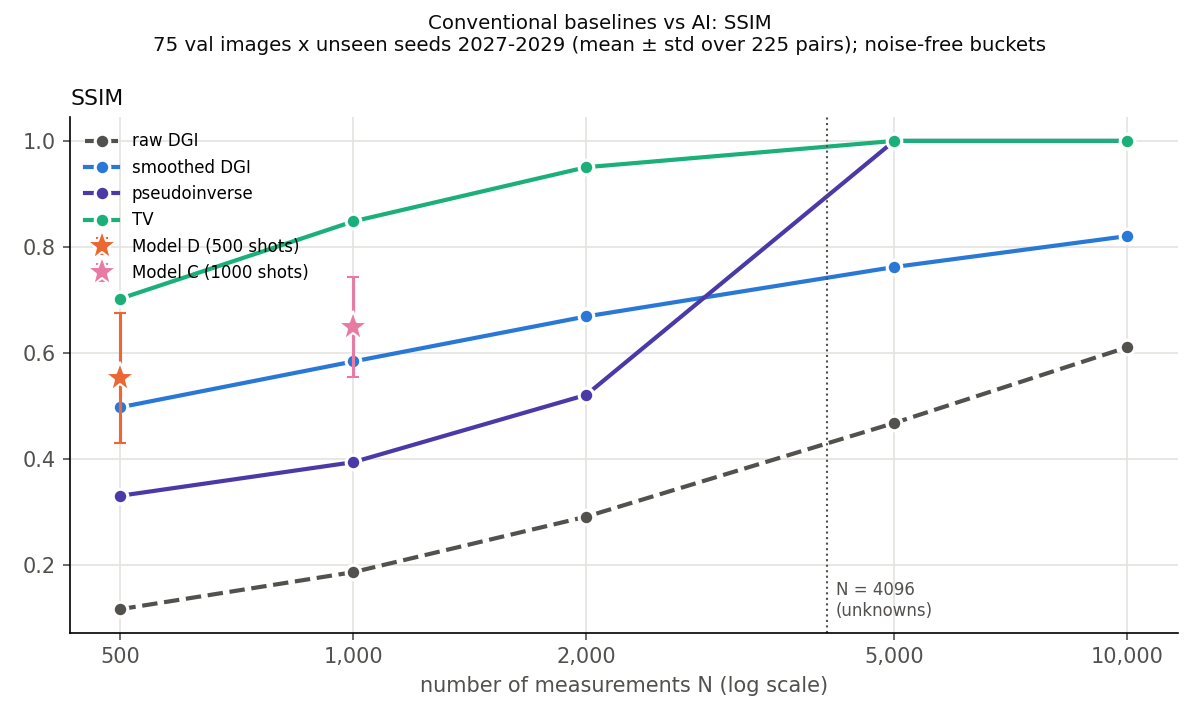 Conventional baselines vs AI: SSIM
75 val images x unseen seeds 2027-2029 (mean ± std over 225 pairs); noise-free buckets
SSIM
raw DGI
smoothed DGI
pseudoinverse
TV
Model D (500 shots)
Model C (1000 shots)
1.0
0.8
0.6
0.4
0.2
N = 4096
(unknowns)
500
1,000
2,000
5,000
10,000
number of measurements N (log scale)